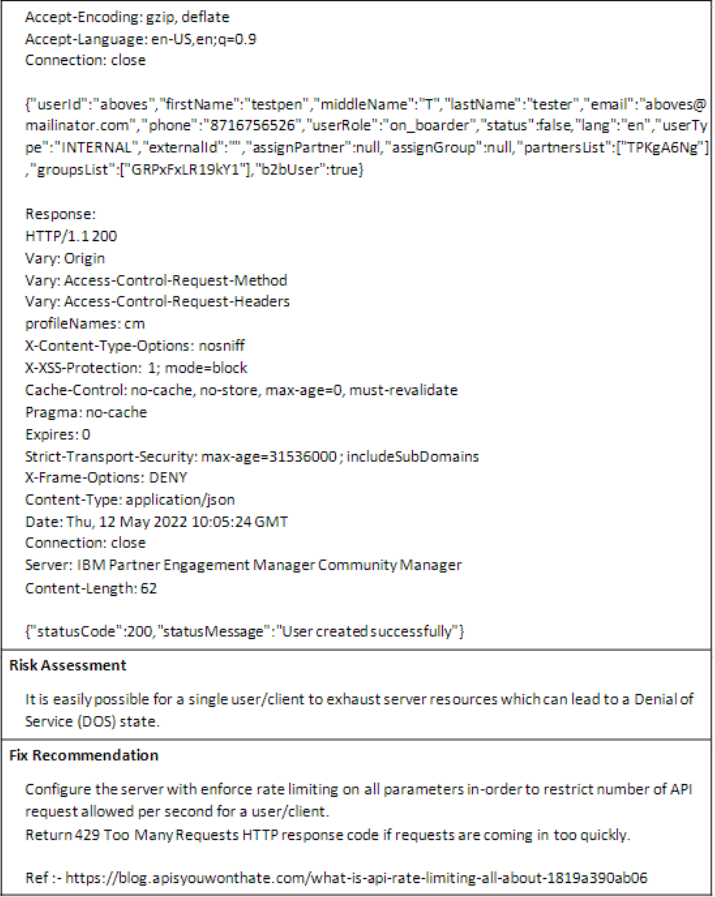 Accept-Encoding: gzip, deflate
Accept-Language: en-US,en;q=0.9
Connection: close
{"userId":"aboves","firstName":"testpen","middleName":"T","lastName":"tester","email":"aboves@
mailinator.com","phone":"8716756526","userRole":"on_boarder","status":false,"lang":"en","userTy
pe":"INTERNAL","externalId":"","assignPartner":null,"assignGroup":null,"partnersList":["TPKgA6Ng"]
,"groupsList":["GRPxFxLR19kY1"],"b2bUser":true}
Response:
HTTP/1.1 200
Vary: Origin
Vary: Access-Control-Request-Method
Vary: Access-Control-Request-Headers
profileNames: cm
X-Content-Type-Options: nosniff
X-XSS-Protection: 1; mode=block
Cache-Control: no-cache, no-store, max-age=0, must-revalidate
Pragma: no-cache
Expires: 0
Strict-Transport-Security: max-age=31536000 ; includeSubDomains
X-Frame-Options: DENY
Content-Type: application/json
Date: Thu, 12 May 2022 10:05:24 GMT
Connection: close
Server: IBM Partner Engagement Manager Community Manager
Content-Length: 62
{"statusCode":200,"statusMessage":"User created successfully"}
Risk Assessment
It is easily possible for a single user/client to exhaust server resources which can lead to a Denial of
Service (DOS) state.
Fix Recommendation
Configure the server with enforce rate limiting on all parameters in-order to restrict number of API
request allowed per second for a user/client.
Return 429 Too Many Requests HTTP response code if requests are coming in too quickly.
Ref :- https://blog.apisyouwonthate.com/what-is-api-rate-limiting-all-about-1819a390ab06